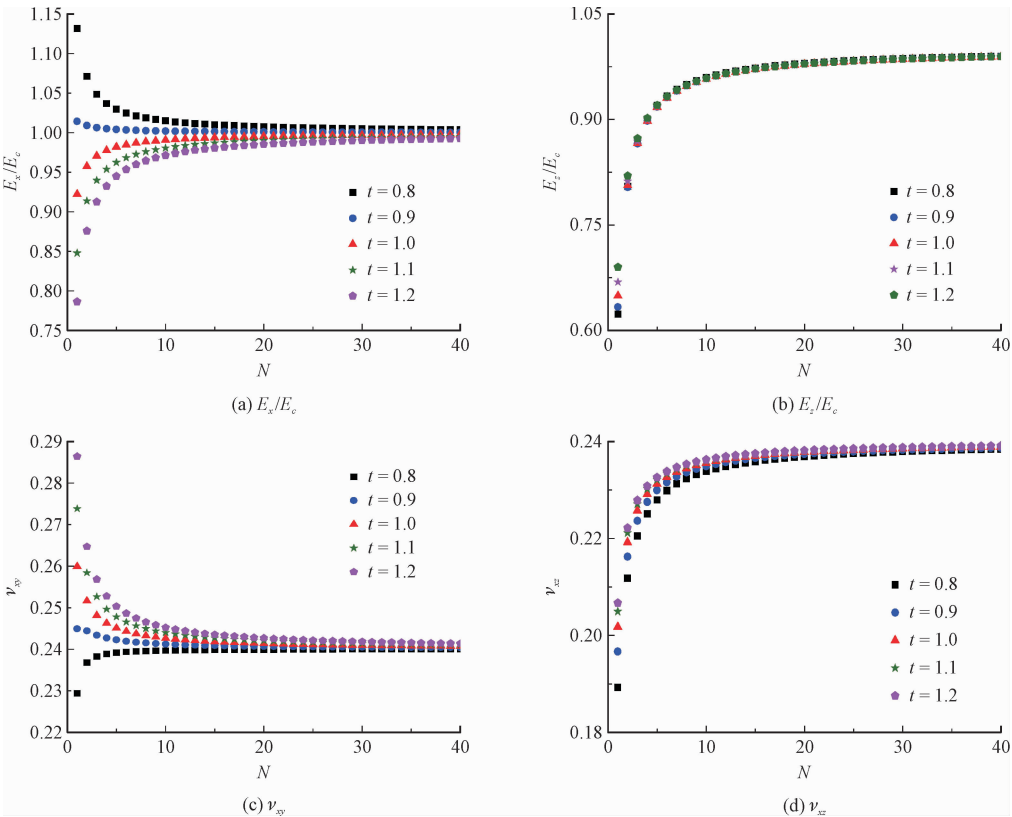 1.15
1.10
1.05
1.00
0.95
0.90
0.85
0.80
0.75
E_x/E_c
0
10
20
30
40
N
t = 0.8
t = 0.9
t = 1.0
t = 1.1
t = 1.2
(a) E_x/E_c
1.05
0.90
0.75
0.60
E_z/E_c
0
10
20
30
40
N
t = 0.8
t = 0.9
t = 1.0
t = 1.1
t = 1.2
(b) E_z/E_c
0.29
0.28
0.27
0.26
0.25
0.24
0.23
0.22
ν_xy
0
10
20
30
40
N
t = 0.8
t = 0.9
t = 1.0
t = 1.1
t = 1.2
(c) ν_xy
0.24
0.22
0.20
0.18
ν_xz
0
10
20
30
40
N
t = 0.8
t = 0.9
t = 1.0
t = 1.1
t = 1.2
(d) ν_xz